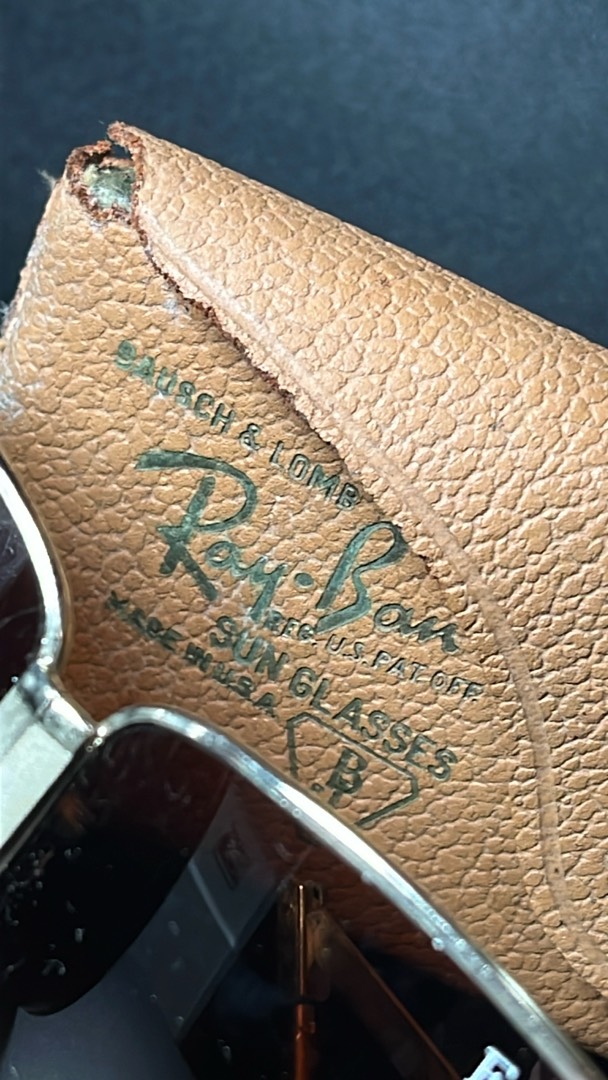 BAUSCH & LOMB
Ray-Ban
REG. U.S. PAT. OFF.
SUN GLASSES
MADE IN U.S.A.
B